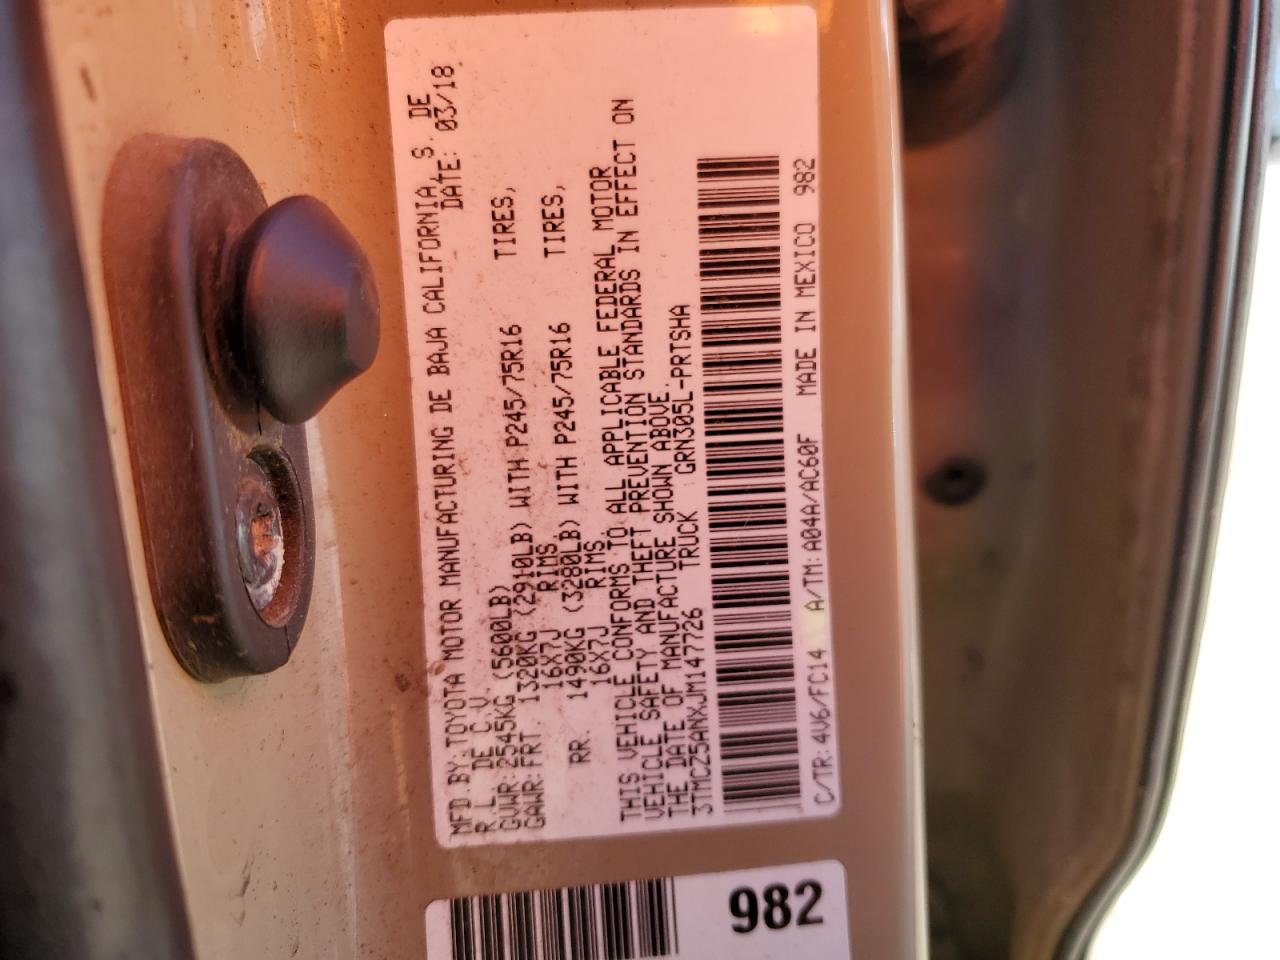 MFD.BY:TOYOTA MOTOR MANUFACTURING DE BAJA CALIFORNIA, S. DE
R.L. DE C.V. DATE: 03/18
GVWR:2545KG (5600LB)
GAWR:FRT. 1320KG (2910LB) WITH P245/75R16 TIRES,
16X7J RIMS,
RR. 1490KG (3280LB) WITH P245/75R16 TIRES,
16X7J RIMS.
THIS VEHICLE CONFORMS TO ALL APPLICABLE FEDERAL MOTOR
VEHICLE SAFETY AND THEFT PREVENTION STANDARDS IN EFFECT ON
THE DATE OF MANUFACTURE SHOWN ABOVE.
3TMCZ5ANXJM147726 TRUCK GRN305L-PRTSHA
C/TR:4V6/FC14 A/TM:A04A/AC60F MADE IN MEXICO 982
982